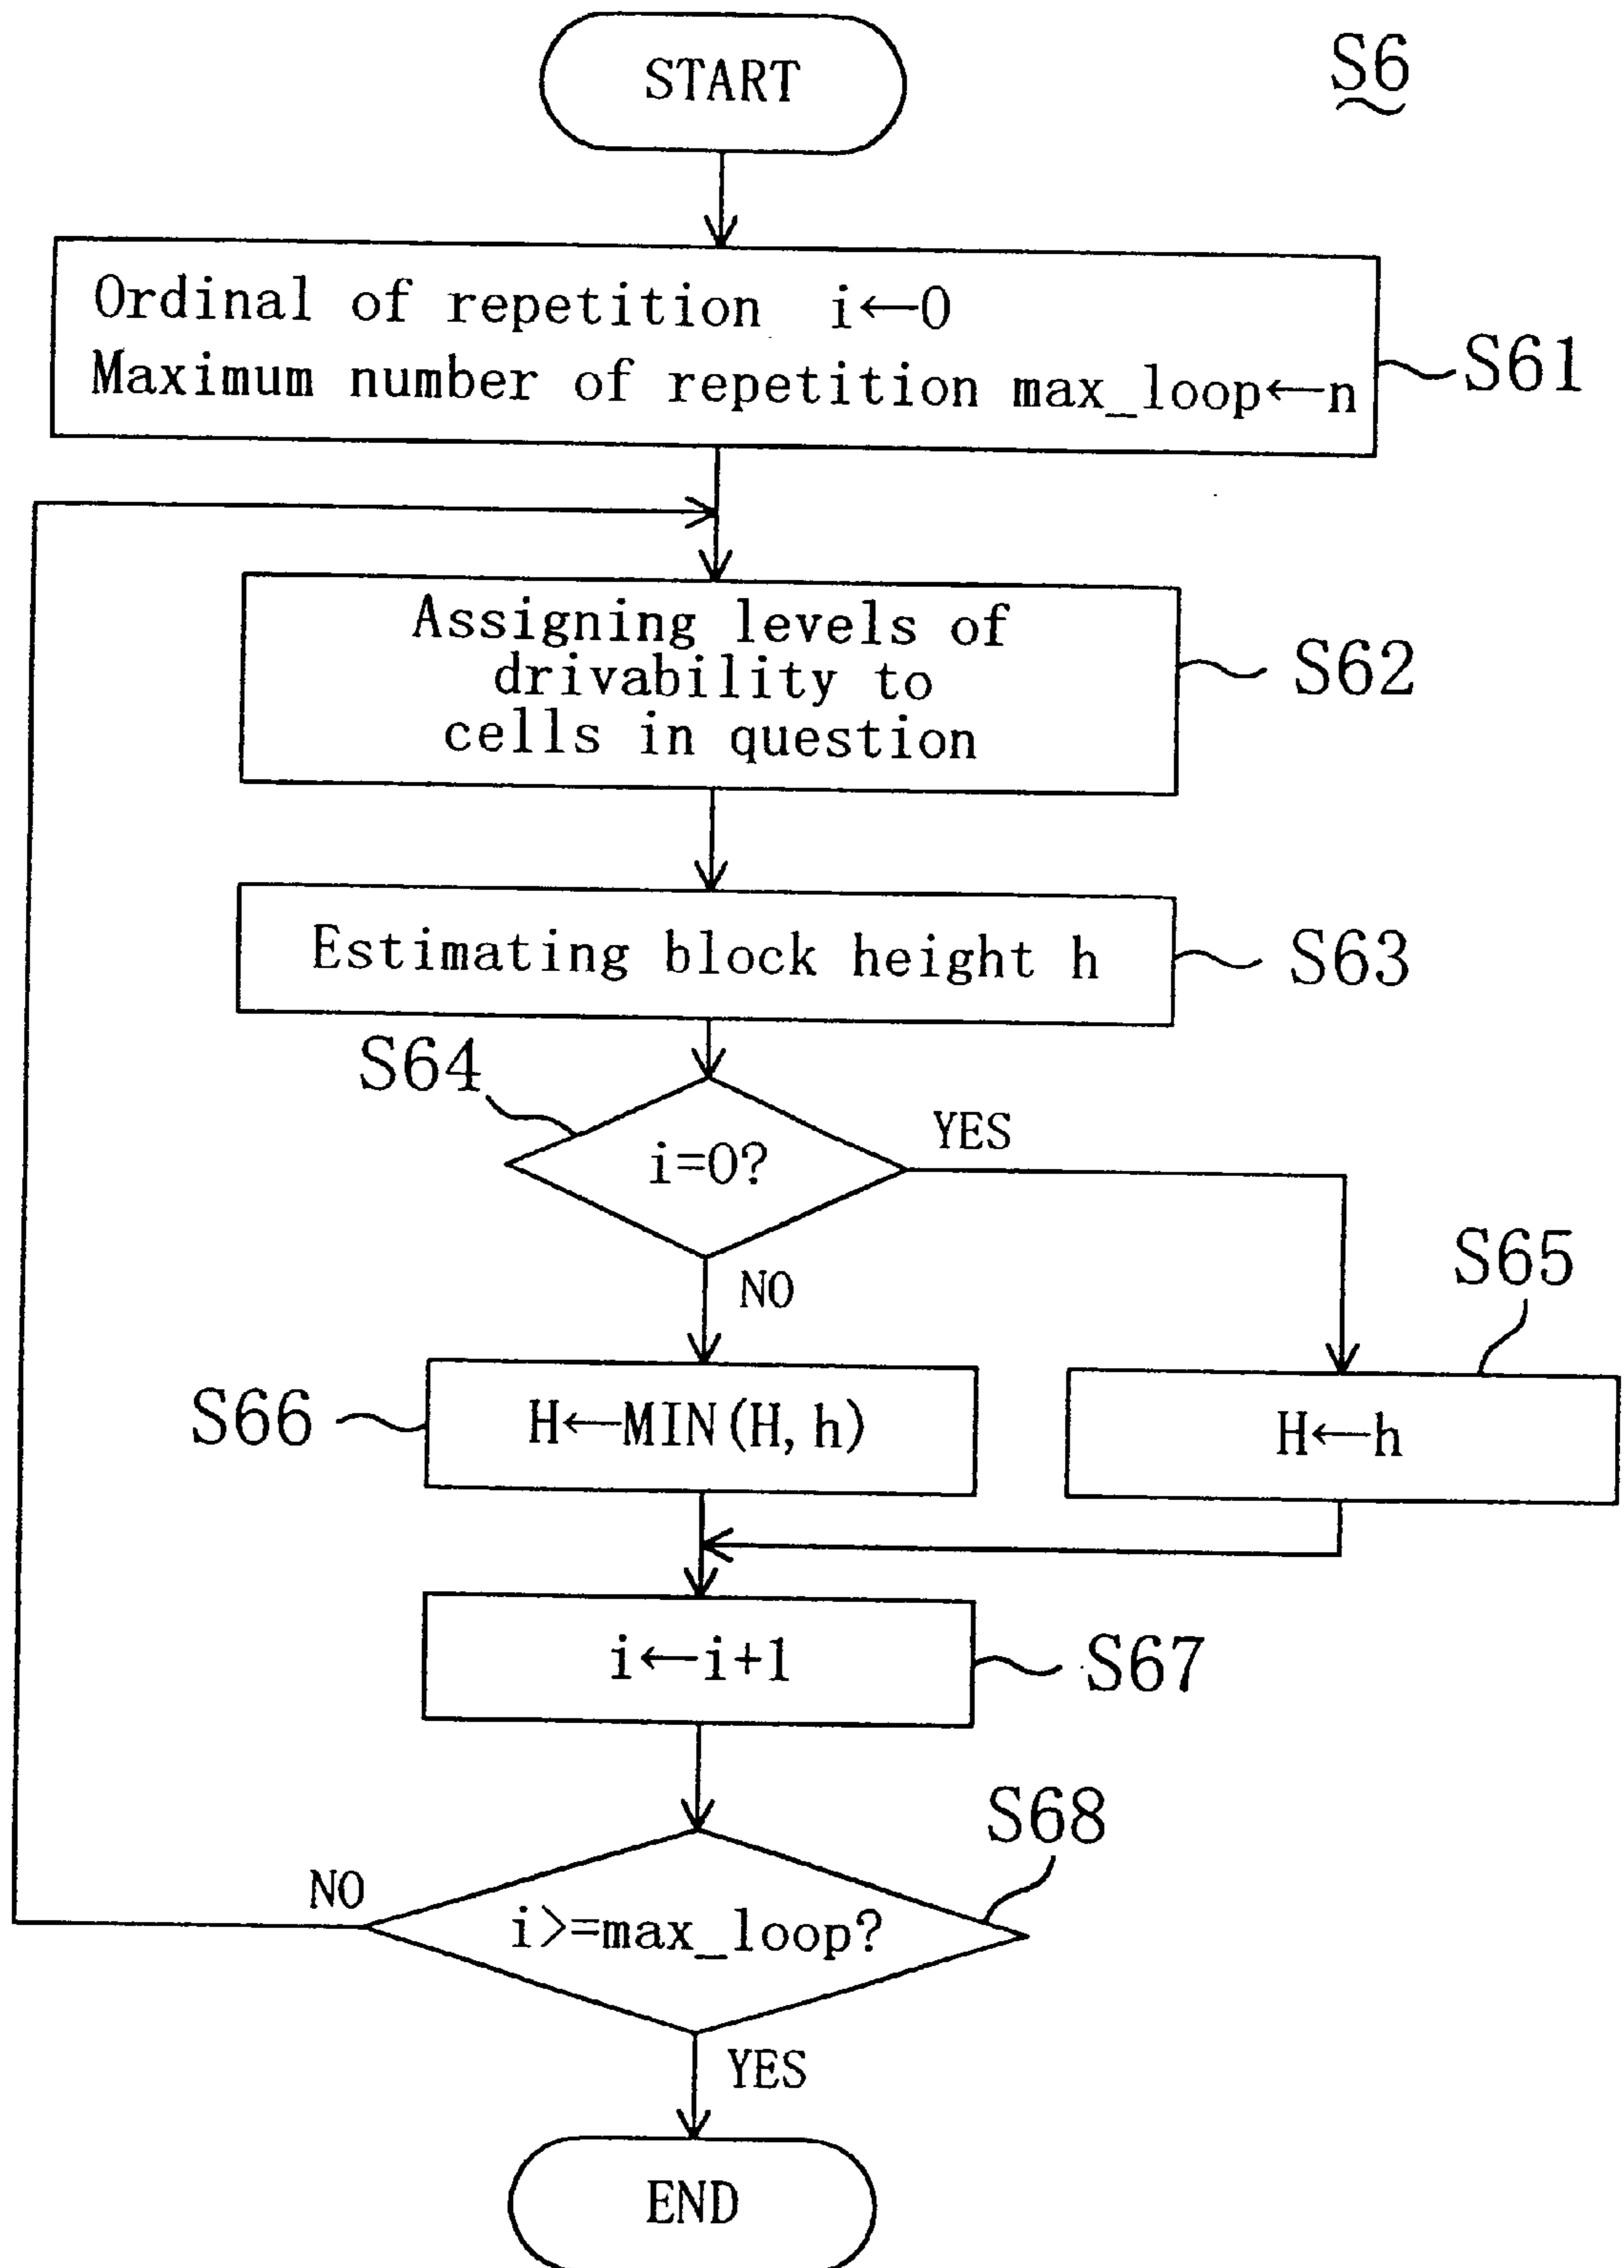 START
S6
Ordinal of repetition i←0
Maximum number of repetition max_loop←n
S61
Assigning levels of
drivability to
cells in question
S62
Estimating block height h
S63
S64
i=0?
YES
NO
S65
S66
H←MIN(H, h)
H←h
i←i+1
S67
S68
NO
i>=max_loop?
YES
END